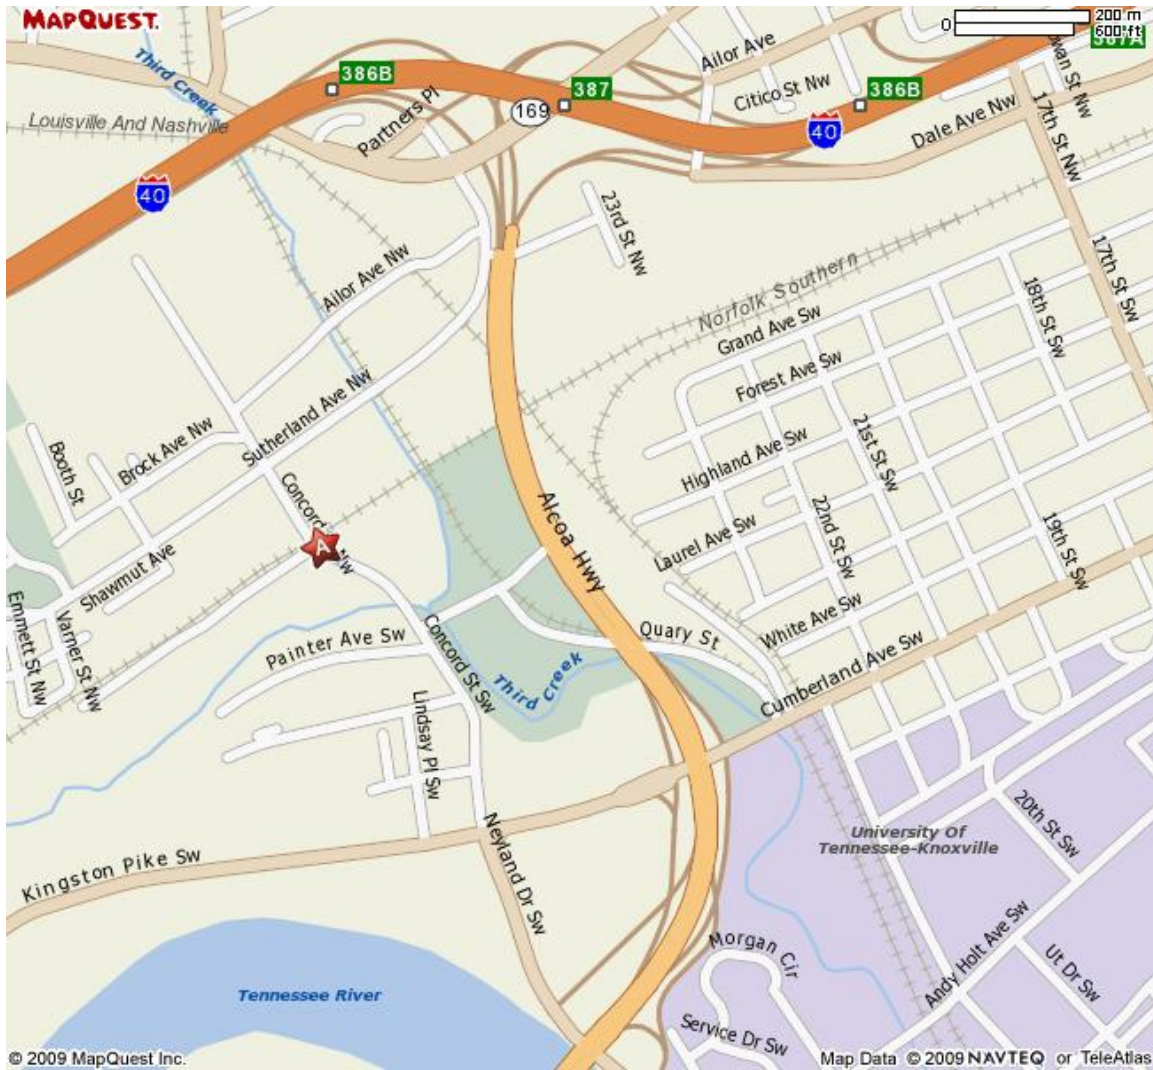 MAPQUEST.
0
200 m
600 ft
387A
Third Creek
386B
387
Ailor Ave
Citico St Nw
386B
17th St Nw
169
Partners Pl
40
Dale Ave Nw
Louisville And Nashville
40
23rd St Nw
17th St Sw
Ailor Ave Nw
Norfolk Southern
18th St Sw
Grand Ave Sw
Forest Ave Sw
Sutherland Ave Nw
Brock Ave Nw
Booth St
21st St Sw
Highland Ave Sw
Concord
Nw
A
Alcoa Hwy
22nd St Sw
19th St Sw
Laurel Ave Sw
Shawmut Ave
Emmett St Nw
Varner St Nw
White Ave Sw
Quary St
Painter Ave Sw
Concord St Sw
Third Creek
Cumberland Ave Sw
Lindsay Pl Sw
20th St Sw
University Of
Tennessee-Knoxville
Kingston Pike Sw
Neyland Dr Sw
Andy Holt Ave Sw
Morgan Cir
Ut Dr Sw
Tennessee River
Service Dr Sw
© 2009 MapQuest Inc.
Map Data © 2009 NAVTEQ or TeleAtlas